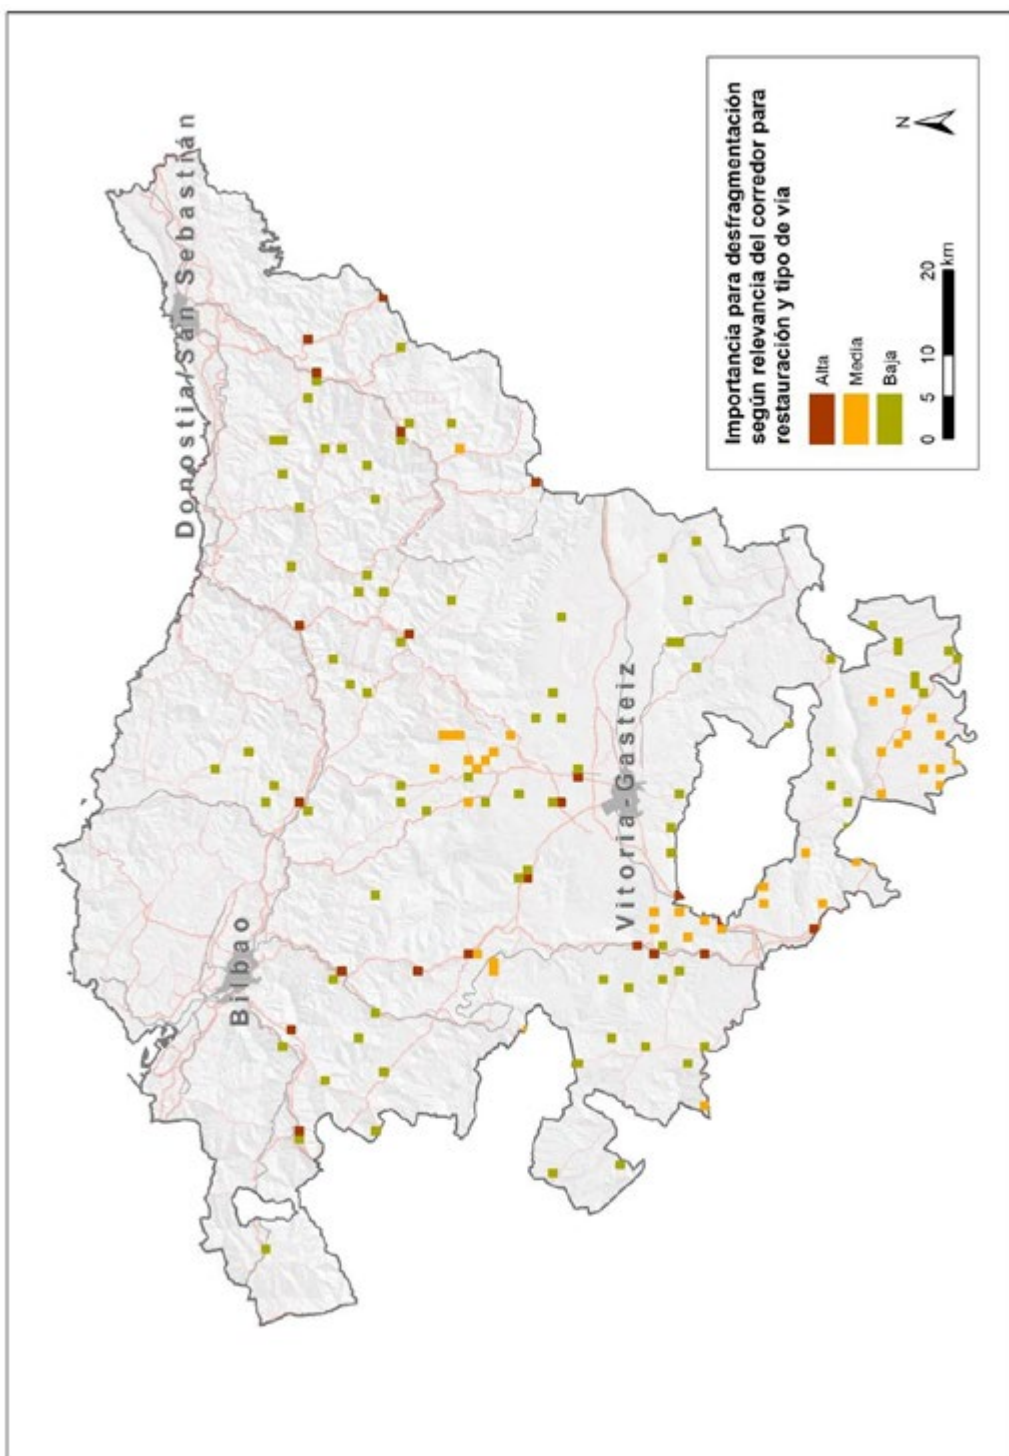 Donostia/San Sebastián
Bilbao
Vitoria-Gasteiz
Importancia para desfragmentación
según relevancia del corredor para
restauración y tipo de vía
Alta
Media
Baja
N
0 5 10 20
km